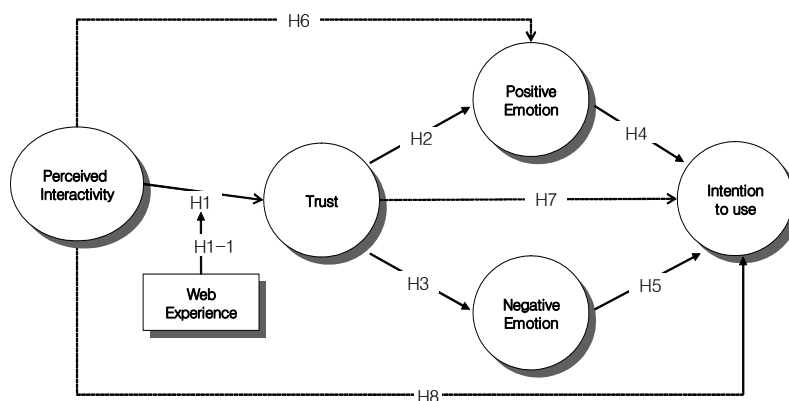 H6
Positive
Emotion
H2
H4
Perceived
Interactivity
H1
Trust
H7
Intention
to use
H1-1
Web
Experience
H3
Negative
Emotion
H5
H8